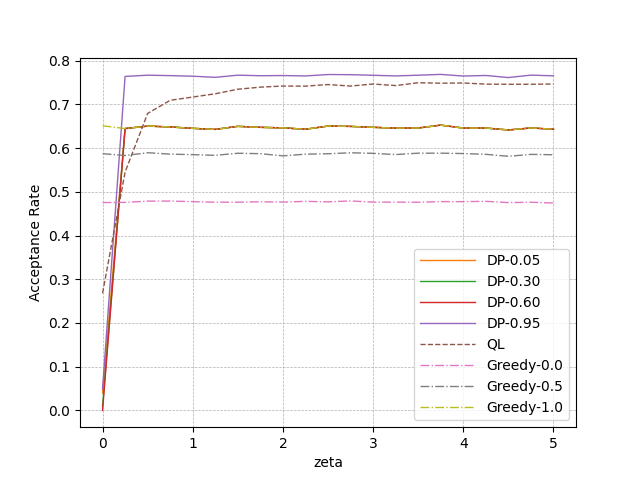 0.8
0.7
0.6
0.5
0.4
0.3
0.2
0.1
0.0
Acceptance Rate
0 1 2 3 4 5
zeta
DP-0.05
DP-0.30
DP-0.60
DP-0.95
QL
Greedy-0.0
Greedy-0.5
Greedy-1.0